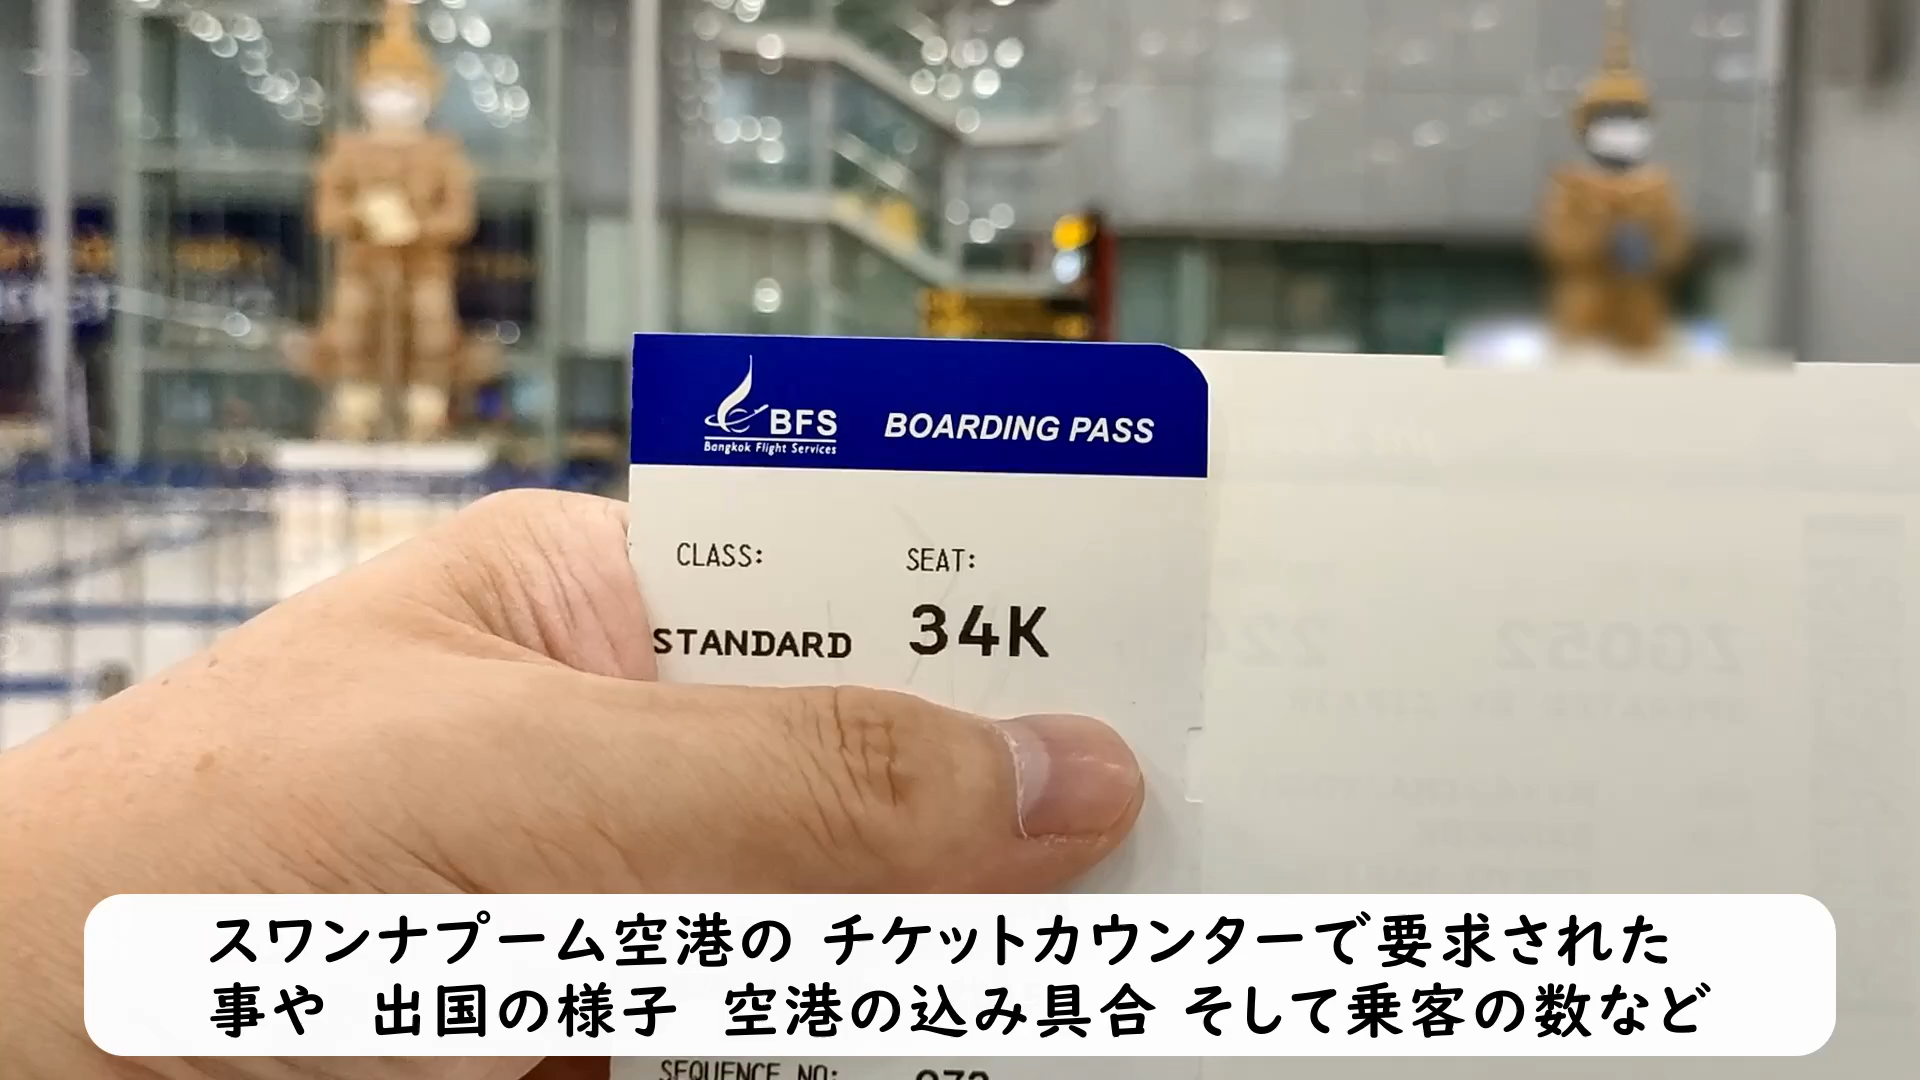 BFS
Bangkok Flight Services
BOARDING PASS
CLASS:
SEAT:
STANDARD
34K
ZG052
スワンナプーム空港の チケットカウンターで要求された
事や 出国の様子 空港の込み具合 そして乗客の数など
SEQUENCE NO: